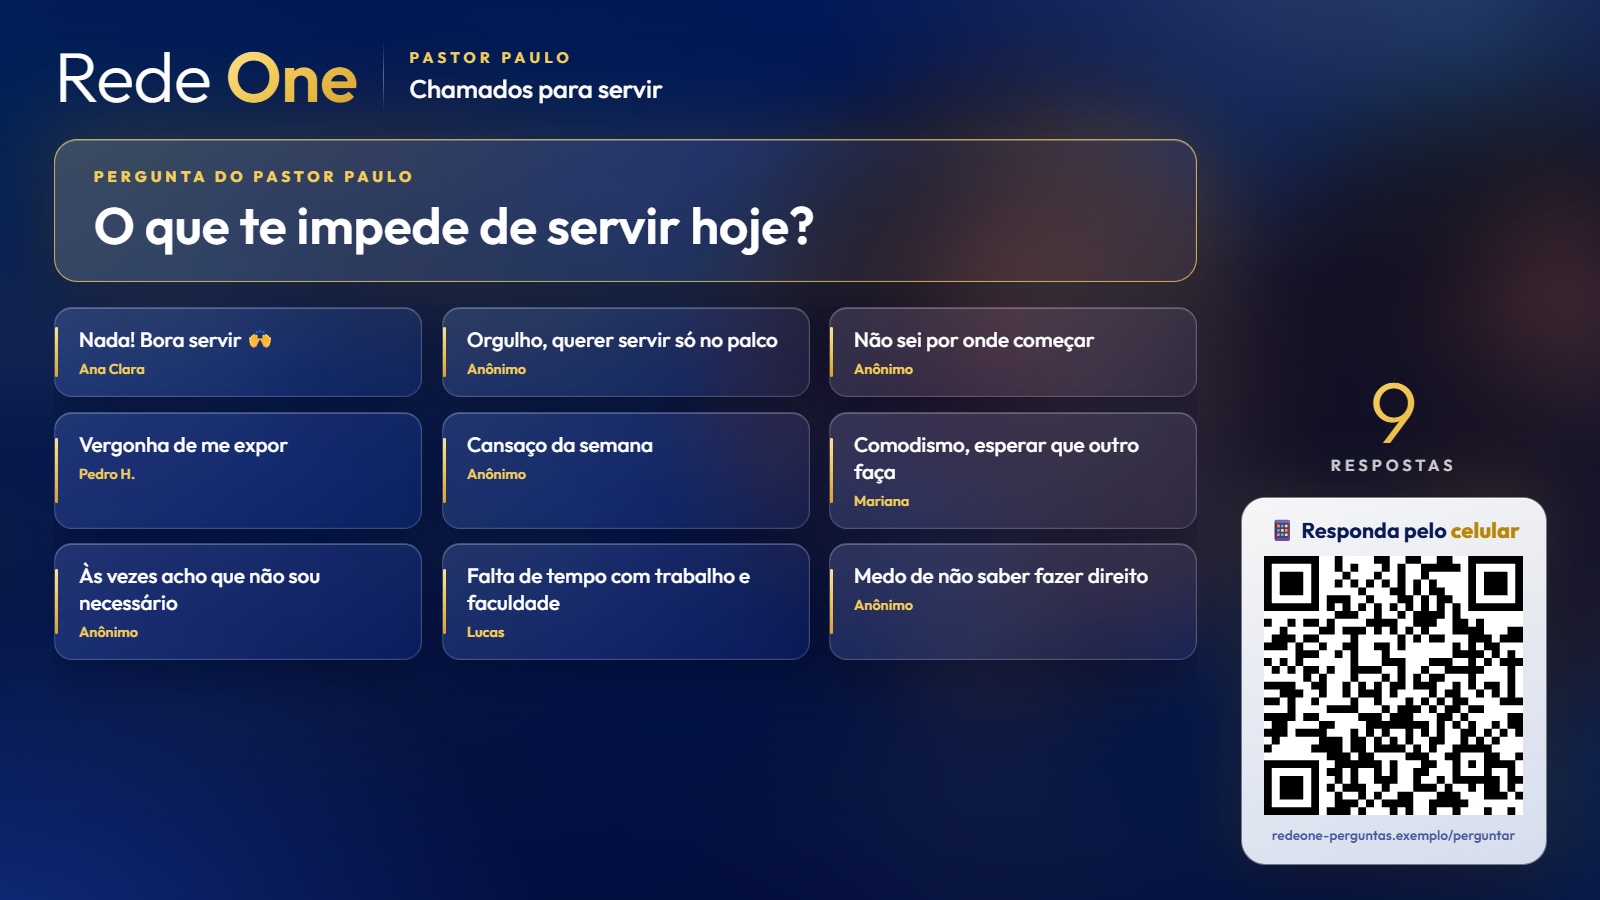 Rede One
PASTOR PAULO
Chamados para servir
PERGUNTA DO PASTOR PAULO
O que te impede de servir hoje?
Nada! Bora servir 🙌
Ana Clara
Orgulho, querer servir só no palco
Anônimo
Não sei por onde começar
Anônimo
Vergonha de me expor
Pedro H.
Cansaço da semana
Anônimo
Comodismo, esperar que outro
faça
Mariana
Às vezes acho que não sou
necessário
Anônimo
Falta de tempo com trabalho e
faculdade
Lucas
Medo de não saber fazer direito
Anônimo
9
RESPOSTAS
Responda pelo celular
redeone-perguntas.exemplo/perguntar